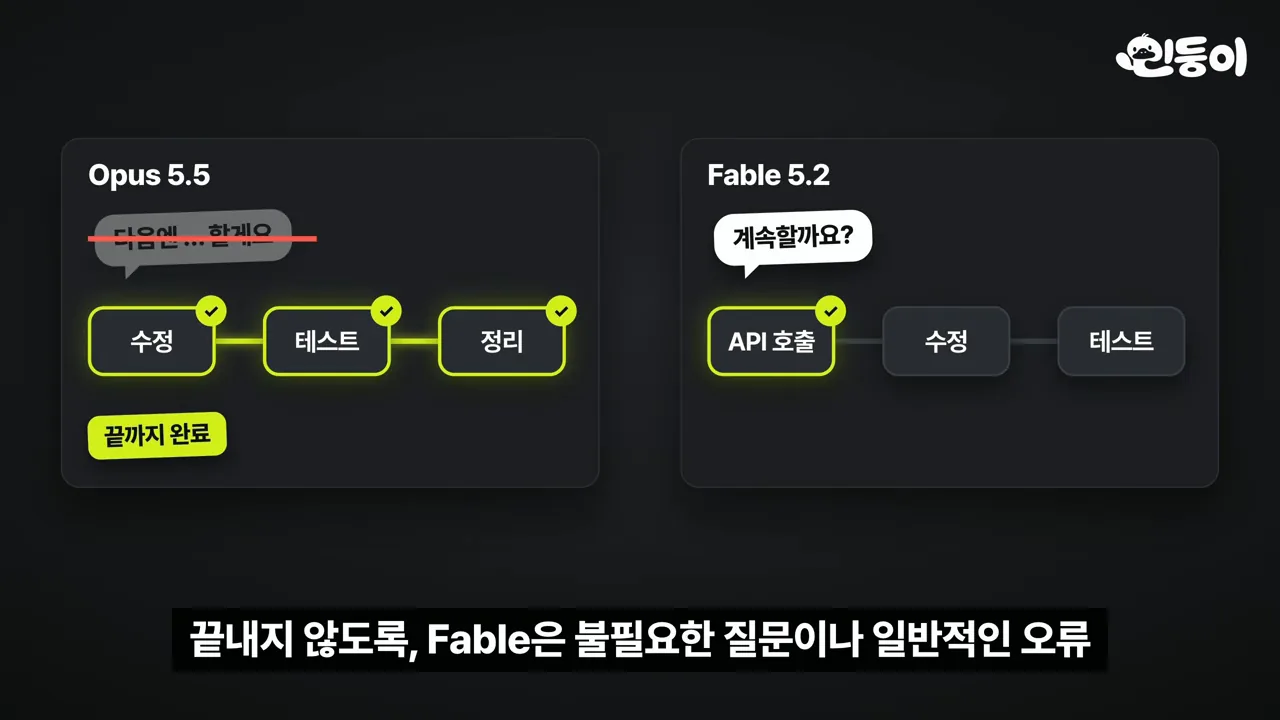 인둥이
Opus 5.5
다음엔 ... 할게요
수정
테스트
정리
끝까지 완료
Fable 5.2
계속할까요?
API 호출
수정
테스트
끝내지 않도록, Fable은 불필요한 질문이나 일반적인 오류